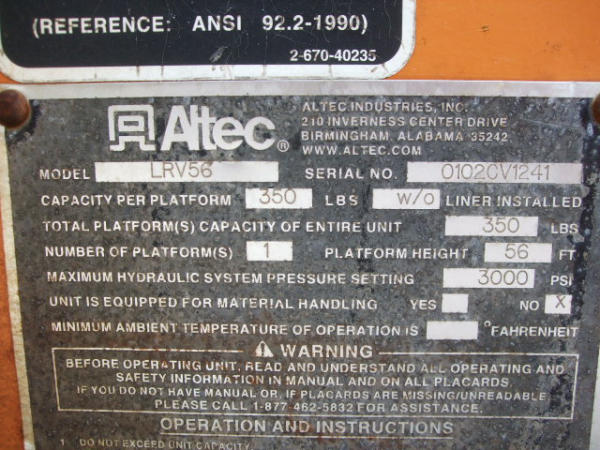 (REFERENCE: ANSI 92.2-1990)
2-670-40235
Altec®
ALTEC INDUSTRIES, INC.
210 INVERNESS CENTER DRIVE
BIRMINGHAM, ALABAMA 35242
WWW.ALTEC.COM
MODEL LRV56 SERIAL NO. 0102CV1241
CAPACITY PER PLATFORM 350 LBS w/o LINER INSTALLED
TOTAL PLATFORM(S) CAPACITY OF ENTIRE UNIT 350 LBS
NUMBER OF PLATFORM(S) 1 PLATFORM HEIGHT 56 FT
MAXIMUM HYDRAULIC SYSTEM PRESSURE SETTING 3000 PSI
UNIT IS EQUIPPED FOR MATERIAL HANDLING YES NO X
MINIMUM AMBIENT TEMPERATURE OF OPERATION IS °FAHRENHEIT
⚠ WARNING
BEFORE OPERATING UNIT, READ AND UNDERSTAND ALL OPERATING AND
SAFETY INFORMATION IN MANUAL AND ON ALL PLACARDS.
IF YOU DO NOT HAVE MANUAL OR, IF PLACARDS ARE MISSING/UNREADABLE
PLEASE CALL 1-877-462-5832 FOR ASSISTANCE.
OPERATION AND INSTRUCTIONS
1 DO NOT EXCEED UNIT CAPACITY.